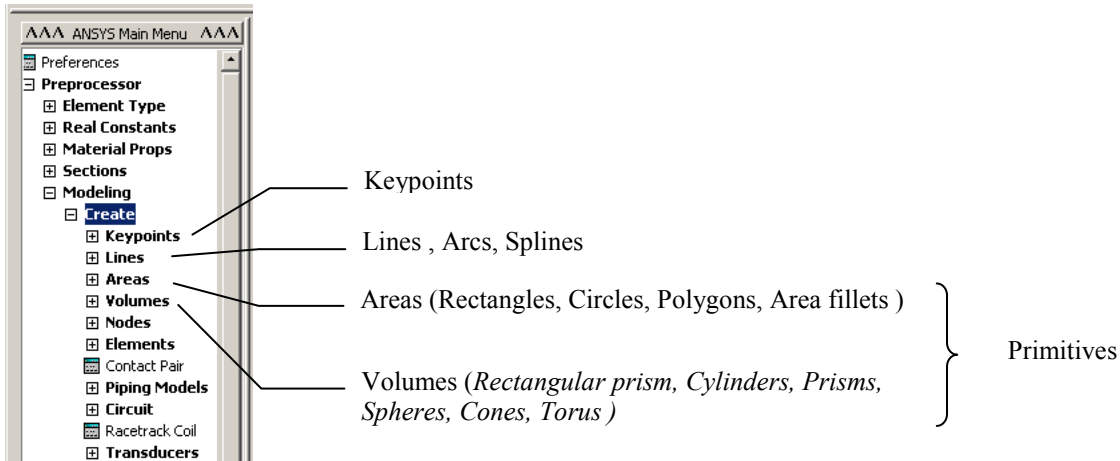 ΛΛΛ ANSYS Main Menu ΛΛΛ
Preferences
Preprocessor
Element Type
Real Constants
Material Props
Sections
Modeling
Create
Keypoints
Lines
Areas
Volumes
Nodes
Elements
Contact Pair
Piping Models
Circuit
Racetrack Coil
Transducers
Keypoints
Lines , Arcs, Splines
Areas (Rectangles, Circles, Polygons, Area fillets )
Volumes (Rectangular prism, Cylinders, Prisms,
Spheres, Cones, Torus )
Primitives